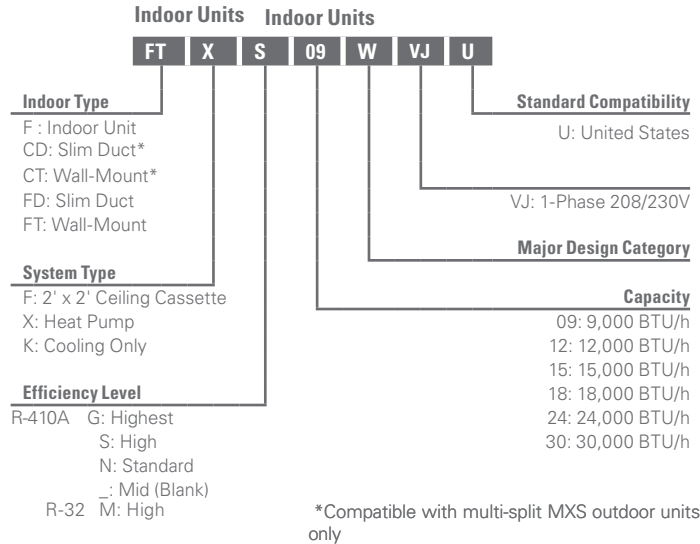 Indoor Units Indoor Units
FT X S 09 W VJ U
Indoor Type
F : Indoor Unit
CD: Slim Duct*
CT: Wall-Mount*
FD: Slim Duct
FT: Wall-Mount
System Type
F: 2' x 2' Ceiling Cassette
X: Heat Pump
K: Cooling Only
Efficiency Level
R-410A G: Highest
S: High
N: Standard
_: Mid (Blank)
R-32 M: High
Standard Compatibility
U: United States
VJ: 1-Phase 208/230V
Major Design Category
Capacity
09: 9,000 BTU/h
12: 12,000 BTU/h
15: 15,000 BTU/h
18: 18,000 BTU/h
24: 24,000 BTU/h
30: 30,000 BTU/h
*Compatible with multi-split MXS outdoor units
only